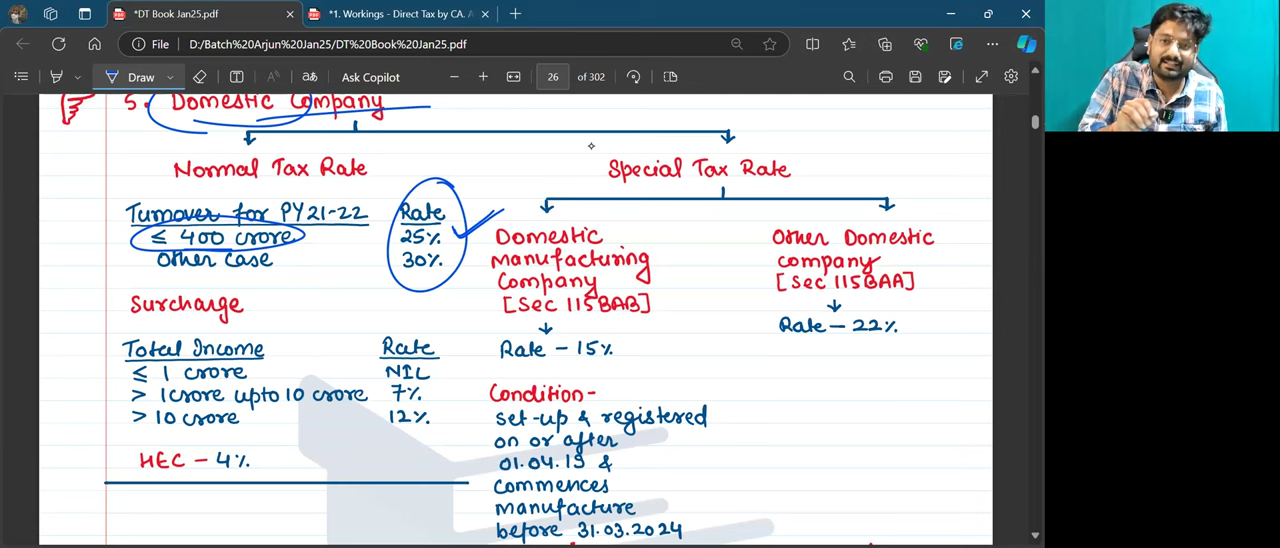 *DT Book Jan25.pdf
*1. Workings - Direct Tax by CA. A
File
D:/Batch%20Arjun%20Jan25/DT%20Book%20Jan25.pdf
Draw
aあ
Ask Copilot
26 of 302
5. Domestic Company
Normal Tax Rate
Special Tax Rate
Turnover for PY21-22 Rate
≤ 400 crore 25%.
Other case 30%.
Surcharge
Total Income Rate
≤ 1 crore NIL
> 1 crore upto 10 crore 7%.
> 10 crore 12%.
HEC - 4%.
Domestic
manufacturing
Company
[Sec 115BAB]
Rate - 15%.
Condition-
set-up & registered
on or after
01.04.19 &
commences
manufacture
before 31.03.2024
Other Domestic
company
[Sec 115BAA]
Rate - 22%.